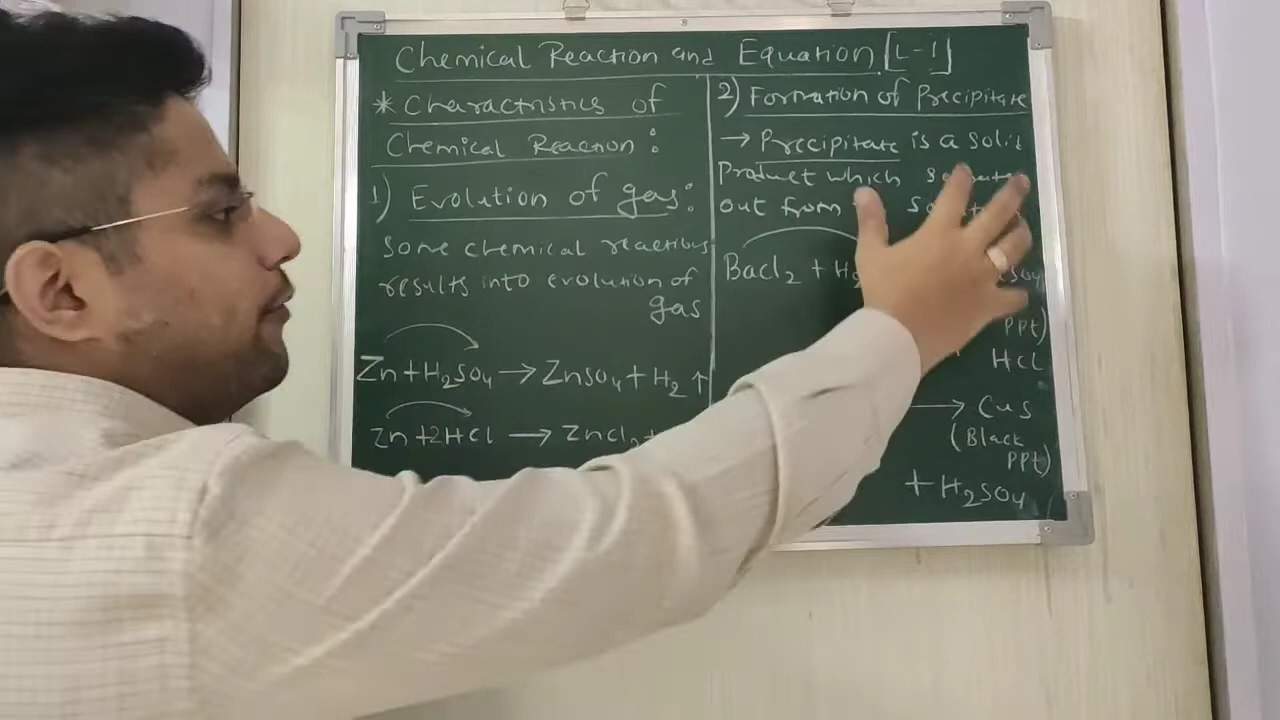 Chemical Reaction and Equation [L-1]
* Charactristics of
Chemical Reaction :
1) Evolution of gas:
Some chemical reactions
results into evolution of
gas
Zn+H₂SO₄ → ZnSO₄ + H₂ ↑
Zn+2HCl → ZnCl₂+
2) Formation of Precipitate
→ Precipitate is a solid
Product which
out from
BaCl₂ +
PPt)
HCl
→ CuS
(Black
PPt)
+ H₂SO₄